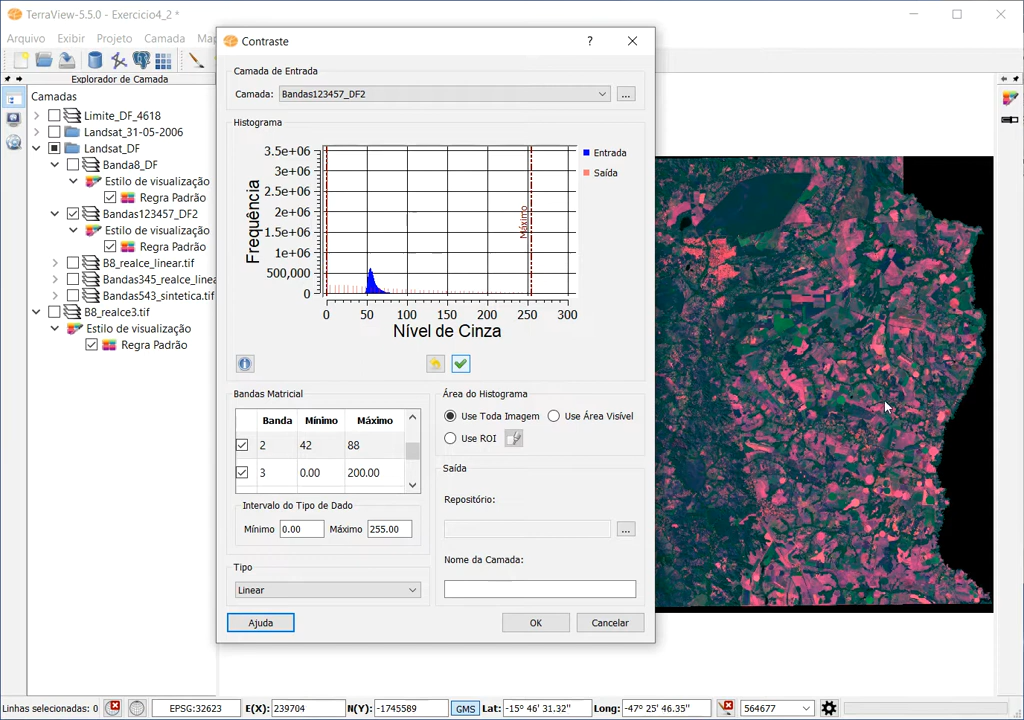 TerraView-5.5.0 - Exercicio4_2 *
Arquivo Exibir Projeto Camada Map
Explorador de Camada
Camadas
Limite_DF_4618
Landsat_31-05-2006
Landsat_DF
Banda8_DF
Estilo de visualização
Regra Padrão
Bandas123457_DF2
Estilo de visualização
Regra Padrão
B8_realce_linear.tif
Bandas345_realce_linea
Bandas543_sintetica.tif
B8_realce3.tif
Estilo de visualização
Regra Padrão
Contraste ?
Camada de Entrada
Camada: Bandas123457_DF2 ...
Histograma
Frequência
3.5e+06
3e+06
2.5e+06
2e+06
1.5e+06
1e+06
500,000
0
Máximo
0 50 100 150 200 250 300
Nível de Cinza
Entrada
Saída
Bandas Matricial
Banda Mínimo Máximo
2 42 88
3 0.00 200.00
Intervalo do Tipo de Dado
Mínimo 0.00 Máximo 255.00
Tipo
Linear
Área do Histograma
Use Toda Imagem Use Área Visível
Use ROI
Saída
Repositório:
...
Nome da Camada:
Ajuda OK Cancelar
Linhas selecionadas: 0 EPSG:32623 E(X): 239704 N(Y): -1745589 GMS Lat: -15º 46' 31.32'' Long: -47º 25' 46.35'' 564677